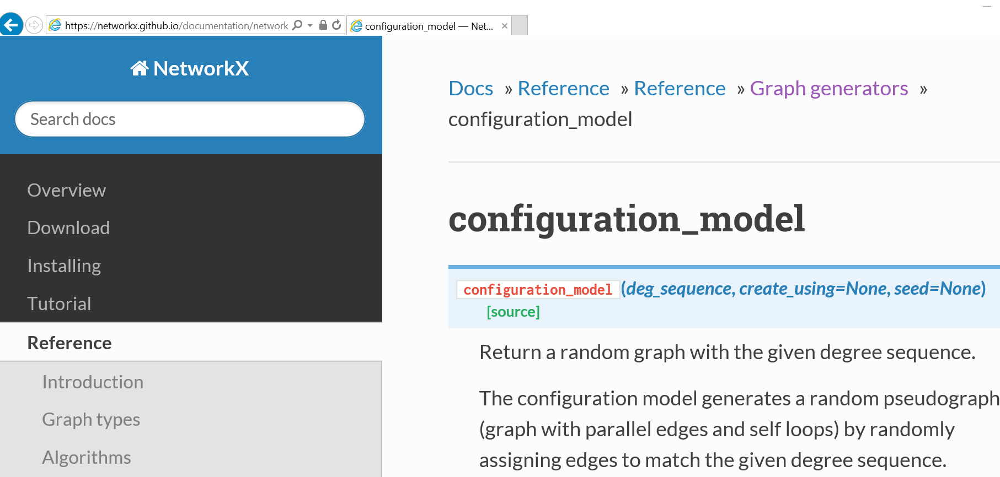 https://networkx.github.io/documentation/network
configuration_model — Net...
NetworkX
Search docs
Overview
Download
Installing
Tutorial
Reference
Introduction
Graph types
Algorithms
Docs » Reference » Reference » Graph generators »
configuration_model
configuration_model
configuration_model(deg_sequence, create_using=None, seed=None)
[source]
Return a random graph with the given degree sequence.
The configuration model generates a random pseudograph
(graph with parallel edges and self loops) by randomly
assigning edges to match the given degree sequence.